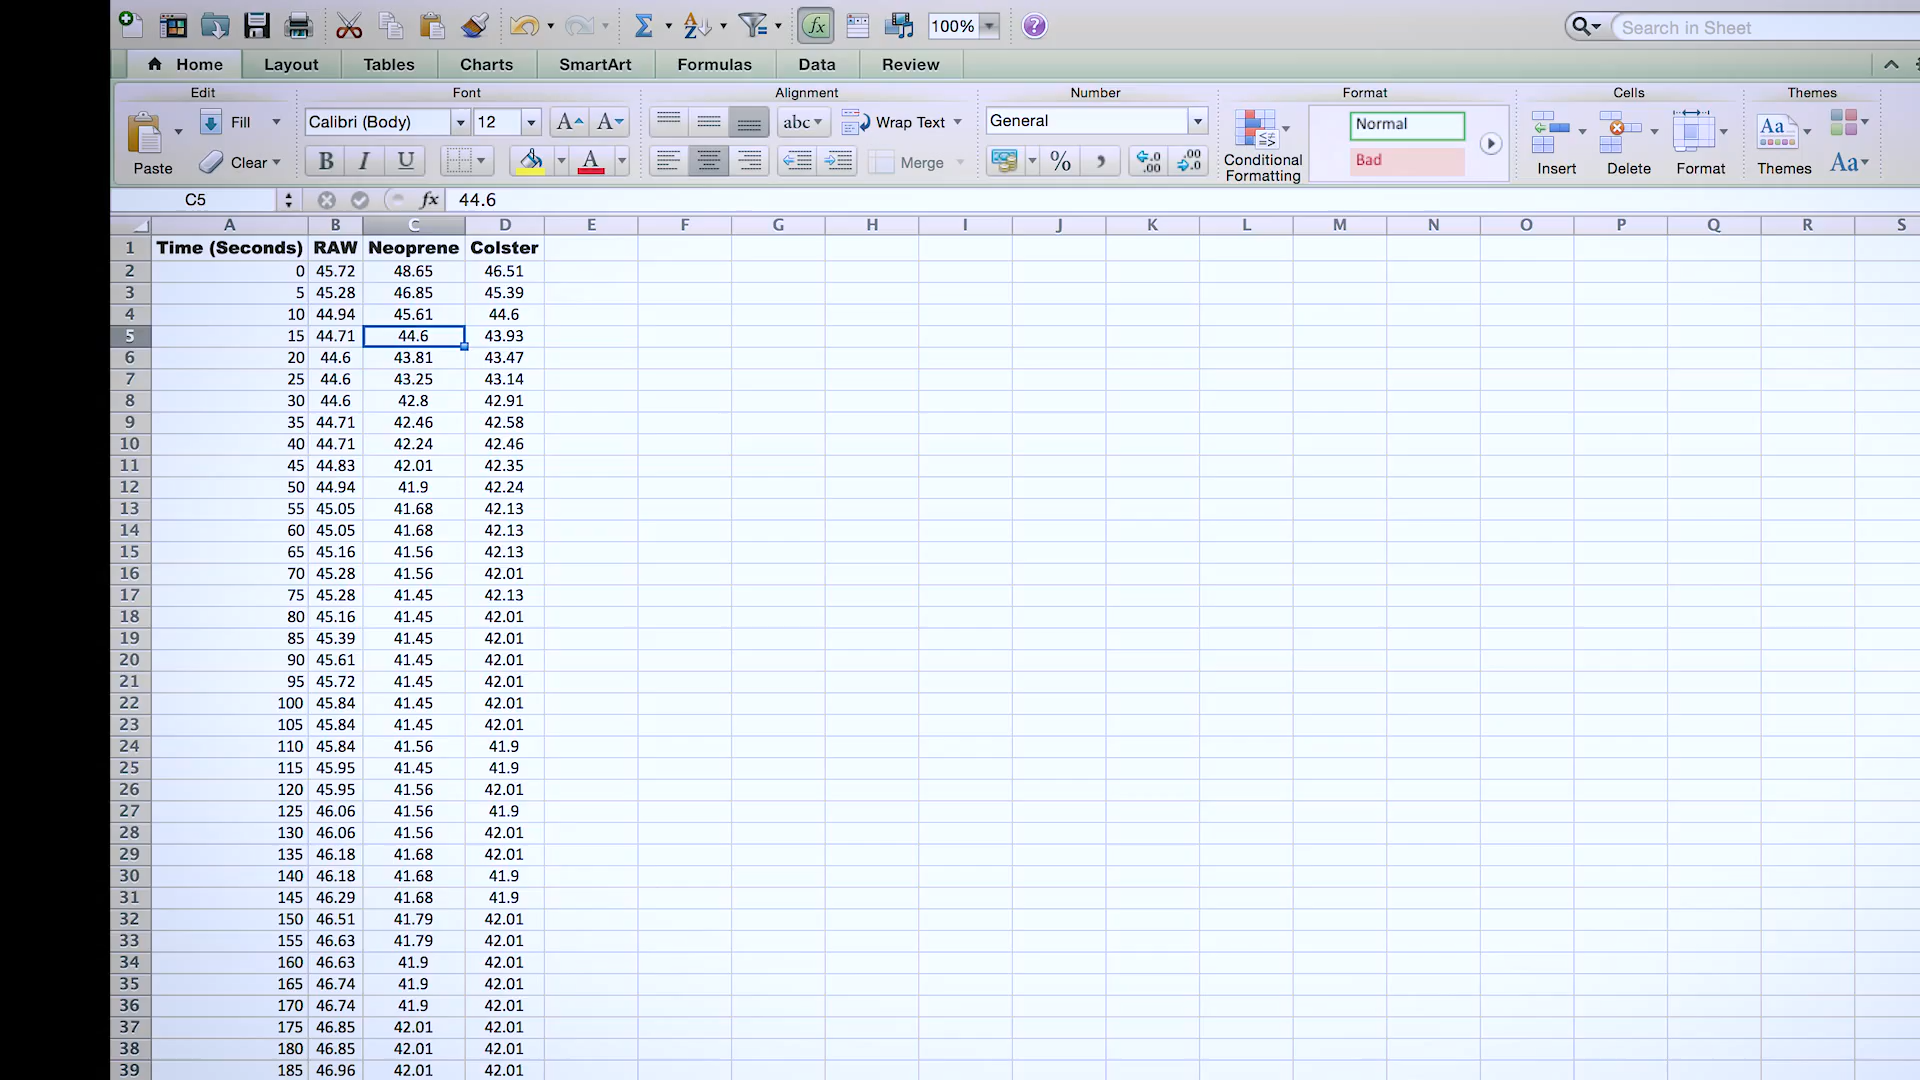 100% Search in Sheet
Home Layout Tables Charts SmartArt Formulas Data Review
Edit Font Alignment Number Format Cells Themes
Paste Fill Calibri (Body) 12 A A abc Wrap Text General Conditional Formatting Normal Insert Delete Format Aa Themes
Clear B I U A Merge % , .0 .00 .00 .0 Bad Aa
C5 fx 44.6
A B C D E F G H I J K L M N O P Q R S
1 Time (Seconds) RAW Neoprene Colster
2 0 45.72 48.65 46.51
3 5 45.28 46.85 45.39
4 10 44.94 45.61 44.6
5 15 44.71 44.6 43.93
6 20 44.6 43.81 43.47
7 25 44.6 43.25 43.14
8 30 44.6 42.8 42.91
9 35 44.71 42.46 42.58
10 40 44.71 42.24 42.46
11 45 44.83 42.01 42.35
12 50 44.94 41.9 42.24
13 55 45.05 41.68 42.13
14 60 45.05 41.68 42.13
15 65 45.16 41.56 42.13
16 70 45.28 41.56 42.01
17 75 45.28 41.45 42.13
18 80 45.16 41.45 42.01
19 85 45.39 41.45 42.01
20 90 45.61 41.45 42.01
21 95 45.72 41.45 42.01
22 100 45.84 41.45 42.01
23 105 45.84 41.45 42.01
24 110 45.84 41.56 41.9
25 115 45.95 41.45 41.9
26 120 45.95 41.56 42.01
27 125 46.06 41.56 41.9
28 130 46.06 41.56 42.01
29 135 46.18 41.68 42.01
30 140 46.18 41.68 41.9
31 145 46.29 41.68 41.9
32 150 46.51 41.79 42.01
33 155 46.63 41.79 42.01
34 160 46.63 41.9 42.01
35 165 46.74 41.9 42.01
36 170 46.74 41.9 42.01
37 175 46.85 42.01 42.01
38 180 46.85 42.01 42.01
39 185 46.96 42.01 42.01